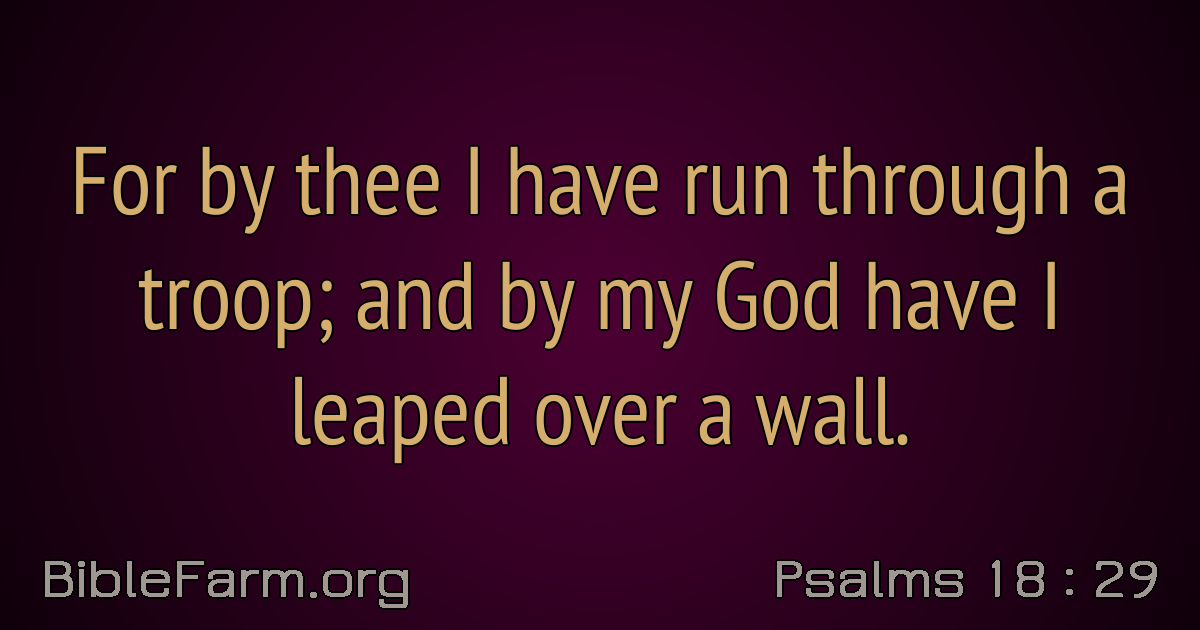 For by thee I have run through a
troop; and by my God have I
leaped over a wall.
BibleFarm.org
Psalms 18 : 29